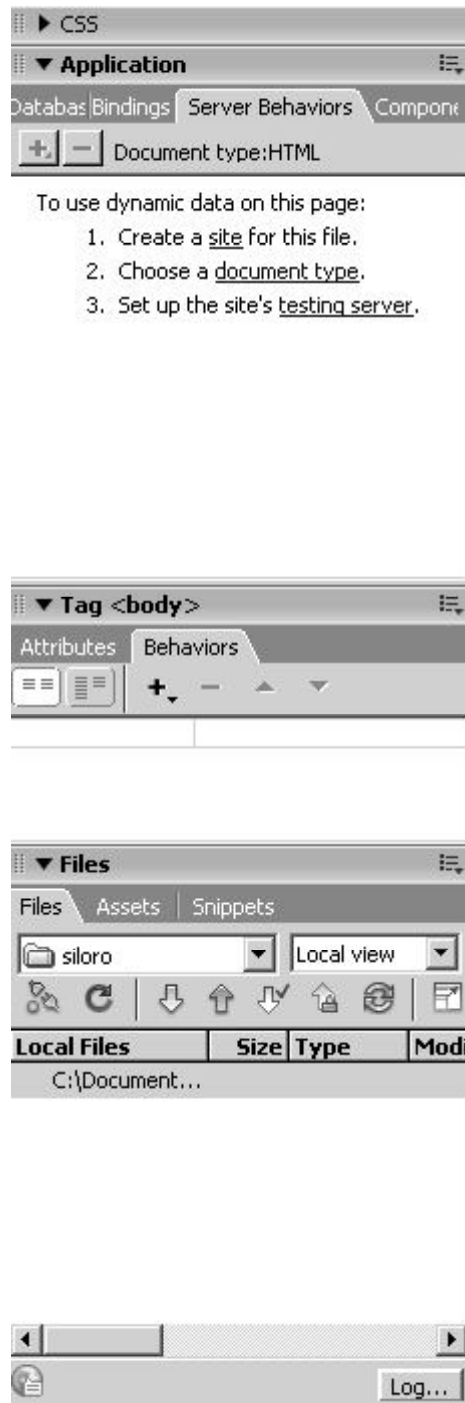 CSS
Application
Databas Bindings Server Behaviors Compone
Document type:HTML
To use dynamic data on this page:
1. Create a site for this file.
2. Choose a document type.
3. Set up the site's testing server.
Tag <body>
Attributes Behaviors
Files
Files Assets Snippets
siloro Local view
Local Files Size Type Modi
C:\Document...
Log...